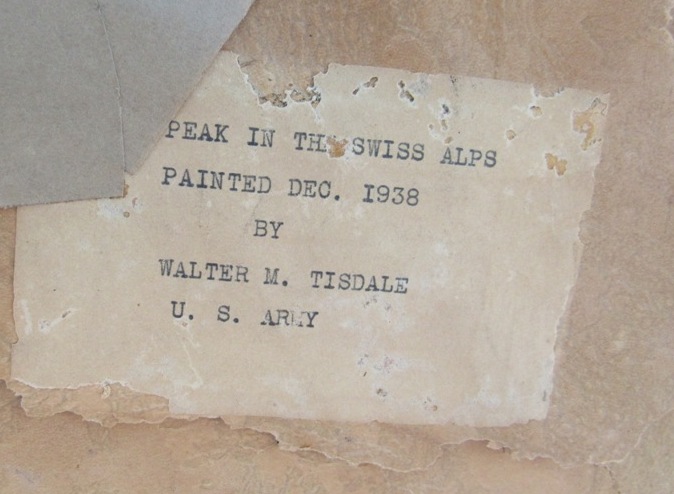 PEAK IN THE SWISS ALPS
PAINTED DEC. 1938
BY
WALTER M. TISDALE
U. S. ARMY